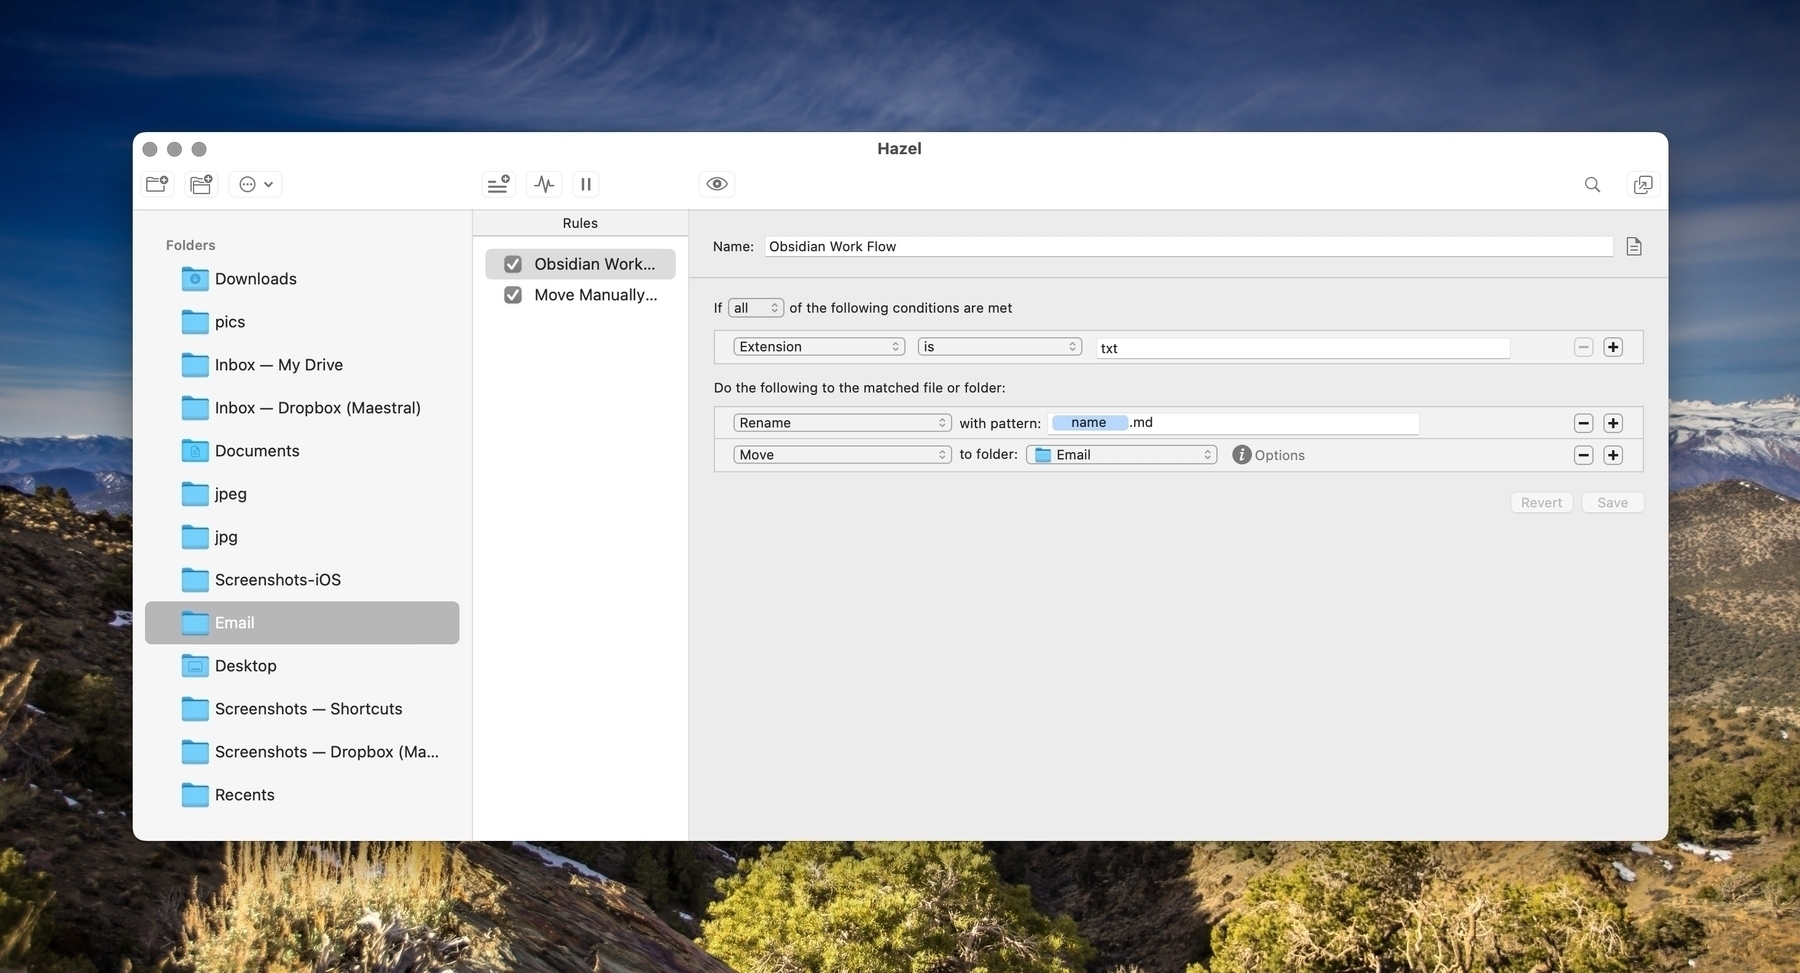 Hazel
Folders
Downloads
pics
Inbox — My Drive
Inbox — Dropbox (Maestral)
Documents
jpeg
jpg
Screenshots-iOS
Email
Desktop
Screenshots — Shortcuts
Screenshots — Dropbox (Ma...
Recents
Rules
Obsidian Work...
Move Manually...
Name: Obsidian Work Flow
If all of the following conditions are met
Extension is txt
Do the following to the matched file or folder:
Rename with pattern: name .md
Move to folder: Email i Options
Revert Save